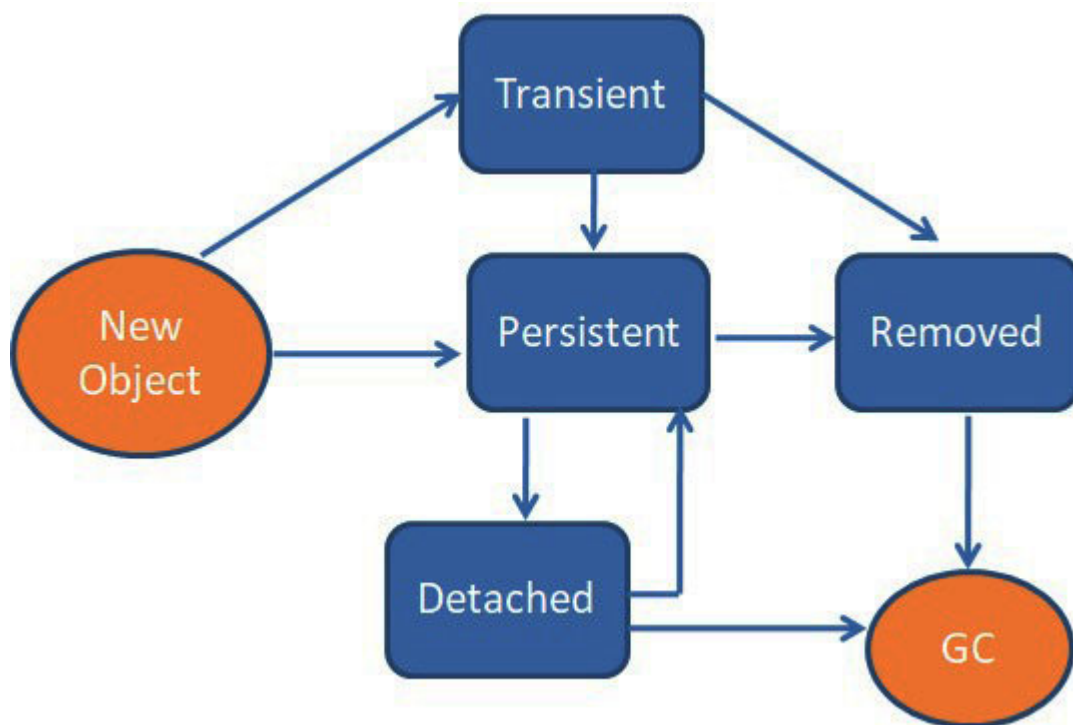 Transient
New
Object
Persistent
Removed
Detached
GC